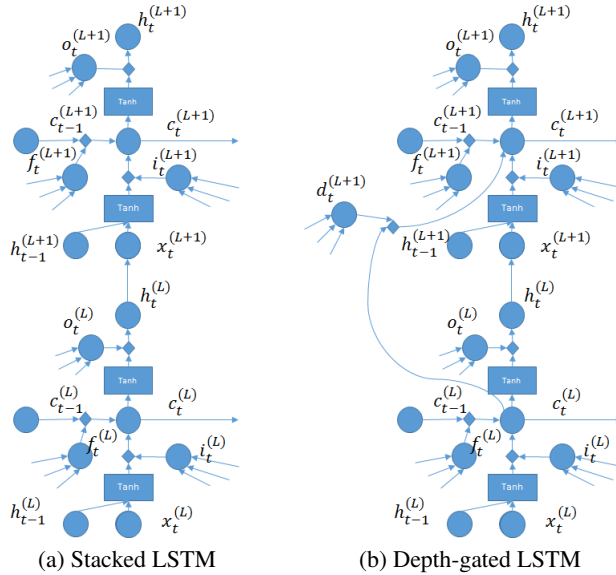 h_t^{(L+1)}
o_t^{(L+1)}
Tanh
c_{t-1}^{(L+1)}
c_t^{(L+1)}
f_t^{(L+1)}
i_t^{(L+1)}
Tanh
h_{t-1}^{(L+1)}
x_t^{(L+1)}
h_t^{(L)}
o_t^{(L)}
Tanh
c_{t-1}^{(L)}
c_t^{(L)}
f_t^{(L)}
i_t^{(L)}
Tanh
h_{t-1}^{(L)}
x_t^{(L)}
(a) Stacked LSTM
h_t^{(L+1)}
o_t^{(L+1)}
Tanh
c_{t-1}^{(L+1)}
c_t^{(L+1)}
f_t^{(L+1)}
i_t^{(L+1)}
d_t^{(L+1)}
Tanh
h_{t-1}^{(L+1)}
x_t^{(L+1)}
h_t^{(L)}
o_t^{(L)}
Tanh
c_{t-1}^{(L)}
c_t^{(L)}
f_t^{(L)}
i_t^{(L)}
Tanh
h_{t-1}^{(L)}
x_t^{(L)}
(b) Depth-gated LSTM